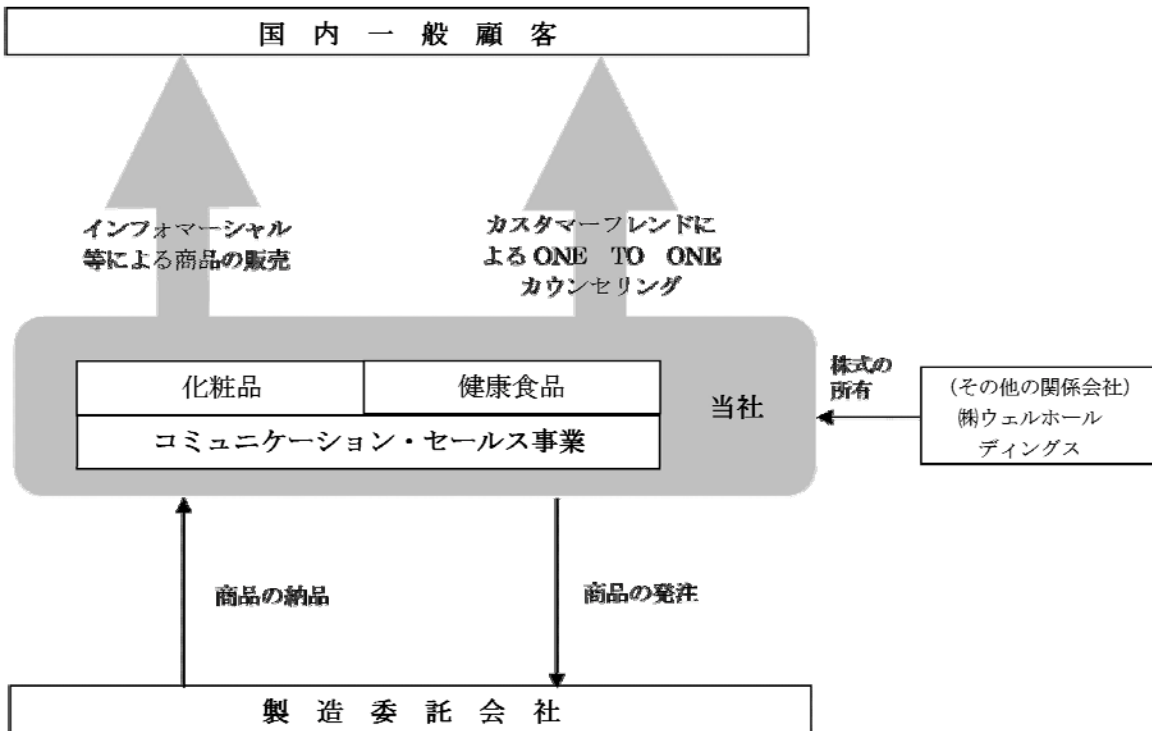 国内一般顧客
インフォマーシャル
等による商品の販売
カスタマーフレンドに
よる ONE TO ONE
カウンセリング
化粧品
健康食品
コミュニケーション・セールス事業
当社
株式の
所有
(その他の関係会社)
㈱ウェルホール
ディングス
商品の納品
商品の発注
製造委託会社